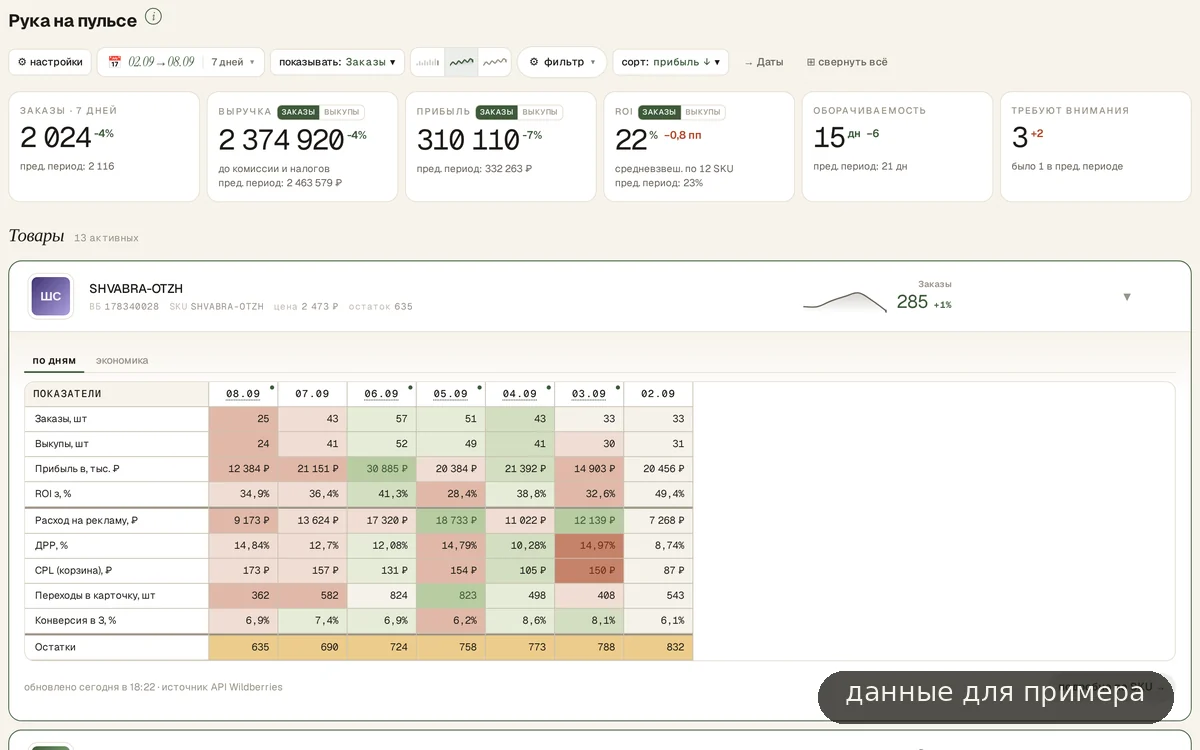 Рука на пульсе i
настройки 02.09→08.09 7 дней показывать: Заказы фильтр сорт: прибыль ↓ → Даты свернуть всё
ЗАКАЗЫ · 7 ДНЕЙ
2 024 -4%
пред. период: 2 116
ВЫРУЧКА ЗАКАЗЫ ВЫКУПЫ
2 374 920 -4%
до комиссии и налогов
пред. период: 2 463 579 ₽
ПРИБЫЛЬ ЗАКАЗЫ ВЫКУПЫ
310 110 -7%
пред. период: 332 263 ₽
ROI ЗАКАЗЫ ВЫКУПЫ
22% −0,8 пп
средневзвеш. по 12 SKU
пред. период: 23%
ОБОРАЧИВАЕМОСТЬ
15 дн −6
пред. период: 21 дн
ТРЕБУЮТ ВНИМАНИЯ
3 +2
было 1 в пред. периоде
Товары 13 активных
ШС
SHVABRA-OTZH
ВБ 178340028 SKU SHVABRA-OTZH цена 2 473 ₽ остаток 635
Заказы
285 +1%
по дням экономика
ПОКАЗАТЕЛИ 08.09 07.09 06.09 05.09 04.09 03.09 02.09
Заказы, шт 25 43 57 51 43 33 33
Выкупы, шт 24 41 52 49 41 30 31
Прибыль в, тыс. ₽ 12 384 ₽ 21 151 ₽ 30 885 ₽ 20 384 ₽ 21 392 ₽ 14 903 ₽ 20 456 ₽
ROI з, % 34,9% 36,4% 41,3% 28,4% 38,8% 32,6% 49,4%
Расход на рекламу, ₽ 9 173 ₽ 13 624 ₽ 17 320 ₽ 18 733 ₽ 11 022 ₽ 12 139 ₽ 7 268 ₽
ДРР, % 14,84% 12,7% 12,08% 14,79% 10,28% 14,97% 8,74%
CPL (корзина), ₽ 173 ₽ 157 ₽ 131 ₽ 154 ₽ 105 ₽ 150 ₽ 87 ₽
Переходы в карточку, шт 362 582 824 823 498 408 543
Конверсия в З, % 6,9% 7,4% 6,9% 6,2% 8,6% 8,1% 6,1%
Остатки 635 690 724 758 773 788 832
обновлено сегодня в 18:22 · источник API Wildberries
данные для примера